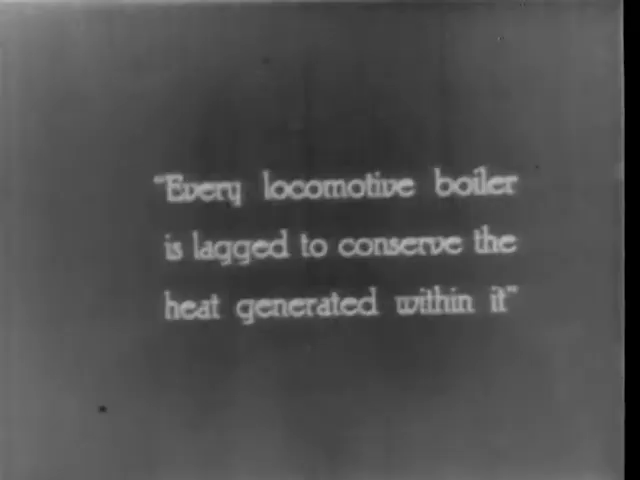 "Every locomotive boiler
is lagged to conserve the
heat generated within it"